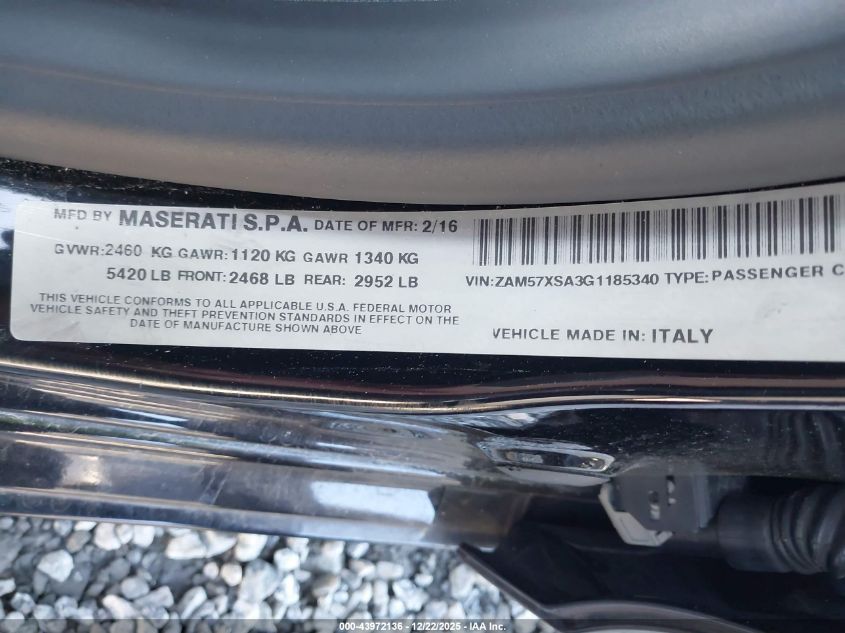 MFD BY MASERATI S.P.A. DATE OF MFR: 2/16
GVWR:2460 KG GAWR:1120 KG GAWR 1340 KG
5420 LB FRONT: 2468 LB REAR: 2952 LB
THIS VEHICLE CONFORMS TO ALL APPLICABLE U.S.A. FEDERAL MOTOR
VEHICLE SAFETY AND THEFT PREVENTION STANDARDS IN EFFECT ON THE
DATE OF MANUFACTURE SHOWN ABOVE
VIN:ZAM57XSA3G1185340 TYPE: PASSENGER C
VEHICLE MADE IN: ITALY
000-43972136 - 12/22/2025 - IAA Inc.